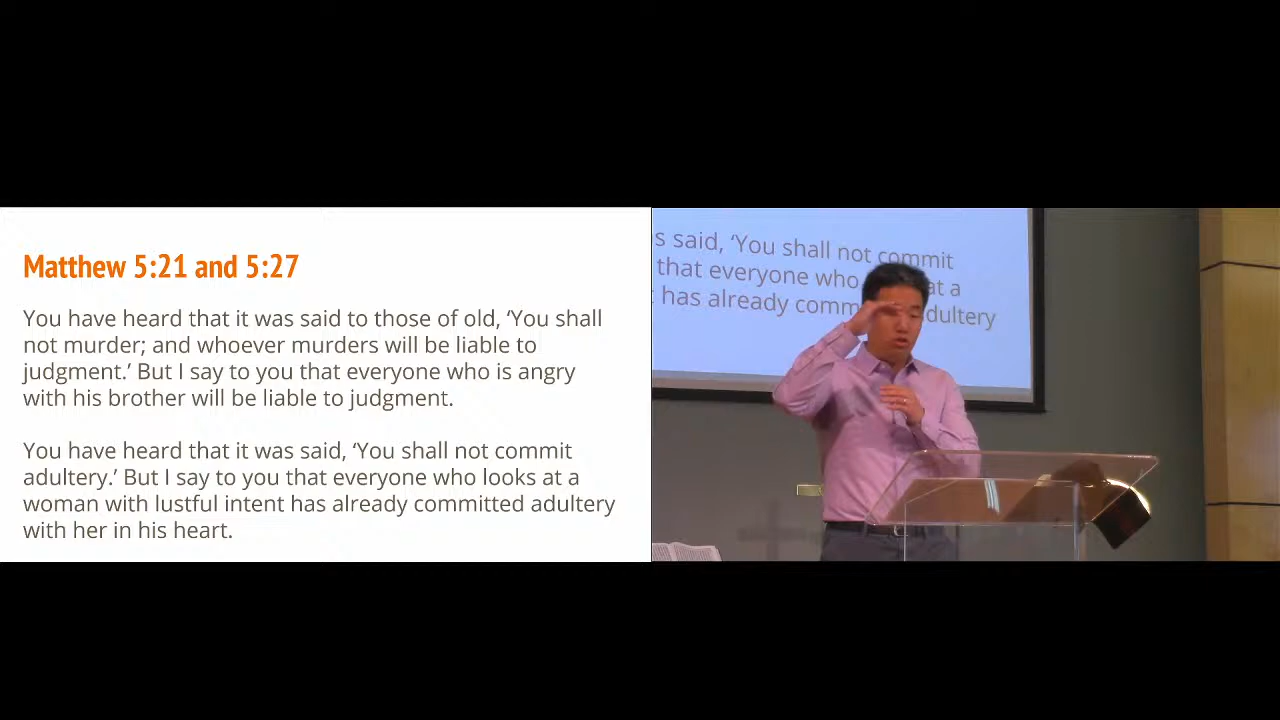 Matthew 5:21 and 5:27
You have heard that it was said to those of old, ‘You shall
not murder; and whoever murders will be liable to
judgment.’ But I say to you that everyone who is angry
with his brother will be liable to judgment.
You have heard that it was said, ‘You shall not commit
adultery.’ But I say to you that everyone who looks at a
woman with lustful intent has already committed adultery
with her in his heart.
s said, ‘You shall not commit
that everyone who at a
has already comm adultery